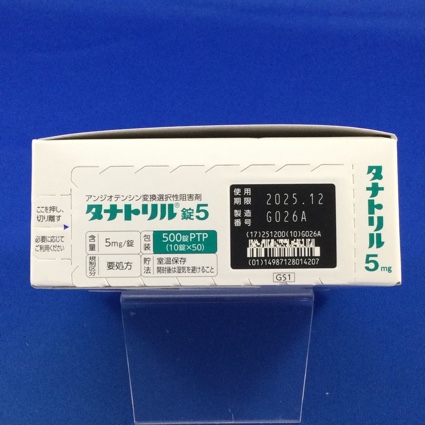 ここを押し、
切り離す
必要に応じて
ご利用ください
アンジオテンシン変換選択性阻害剤
タナトリル®錠5
含量 5mg/錠
包装 500錠PTP
(10錠×50)
規制区分 要処方
貯法 室温保存
開封後は湿気を避けること
使用期限 2025.12
製造番号 G026A
(17)251200(10)G026A
(01)14987128014207
GS1
タナトリル
5mg